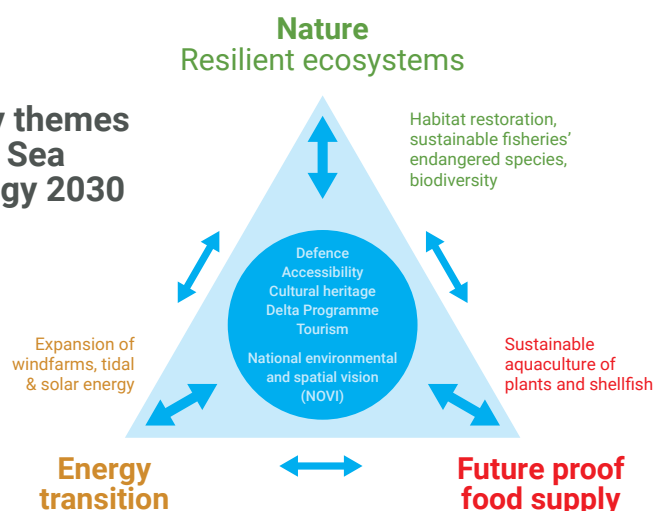 Nature
Resilient ecosystems
themes
Sea
2030
Habitat restoration,
sustainable fisheries’
endangered species,
biodiversity
Defence
Accessibility
Cultural heritage
Delta Programme
Tourism
National environmental
and spatial vision
(NOVI)
Expansion of
windfarms, tidal
& solar energy
Sustainable
aquaculture of
plants and shellfish
Energy
transition
Future proof
food supply